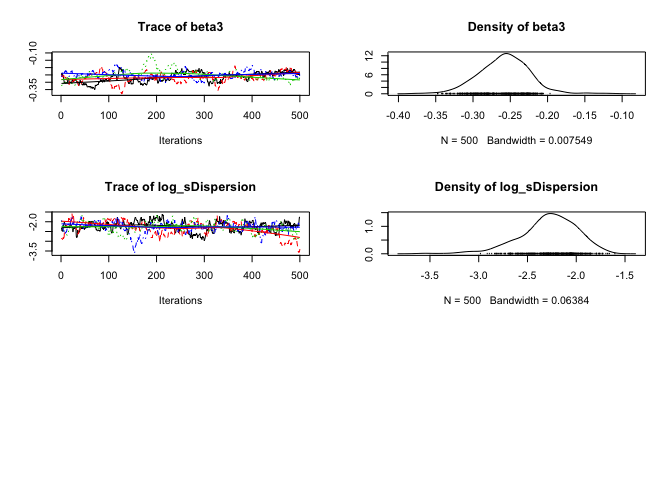 Trace of beta3
-0.10
-0.35
0 100 200 300 400 500
Iterations
Density of beta3
12
6
0
-0.40 -0.35 -0.30 -0.25 -0.20 -0.15 -0.10
N = 500 Bandwidth = 0.007549
Trace of log_sDispersion
-2.0
-3.5
0 100 200 300 400 500
Iterations
Density of log_sDispersion
1.0
0.0
-3.5 -3.0 -2.5 -2.0 -1.5
N = 500 Bandwidth = 0.06384